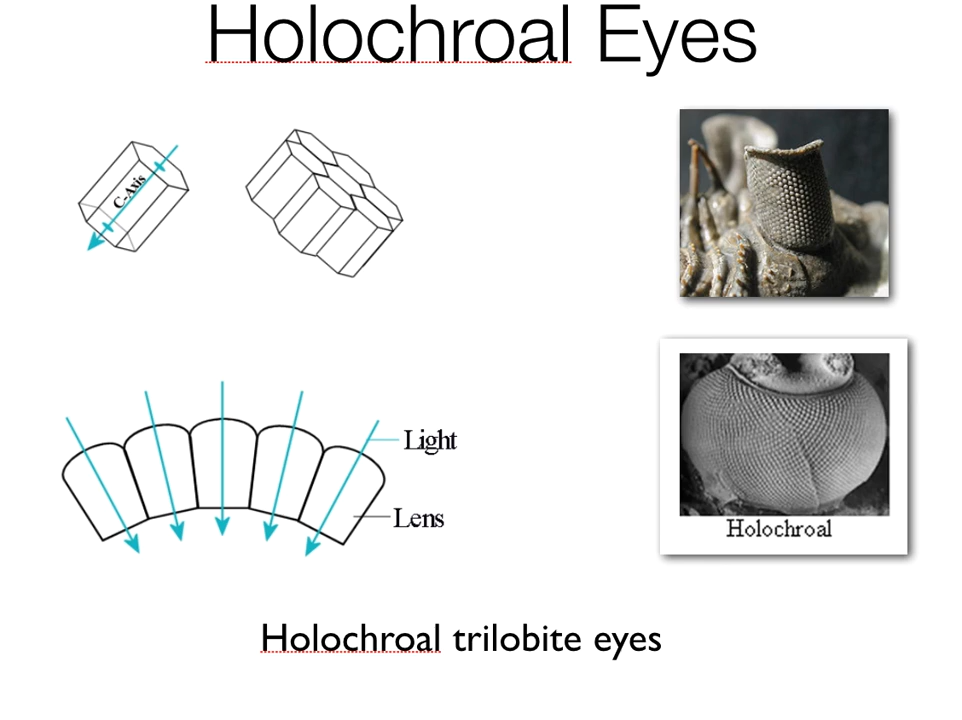 Holochroal Eyes
C-Axis
Light
Lens
Holochroal
Holochroal trilobite eyes